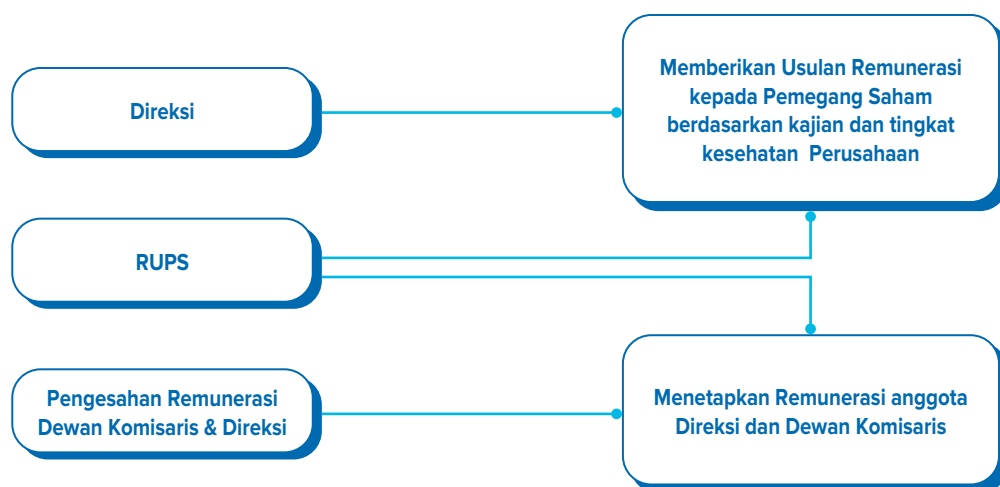 Direksi
Memberikan Usulan Remunerasi
kepada Pemegang Saham
berdasarkan kajian dan tingkat
kesehatan Perusahaan
RUPS
Pengesahan Remunerasi
Dewan Komisaris & Direksi
Menetapkan Remunerasi anggota
Direksi dan Dewan Komisaris